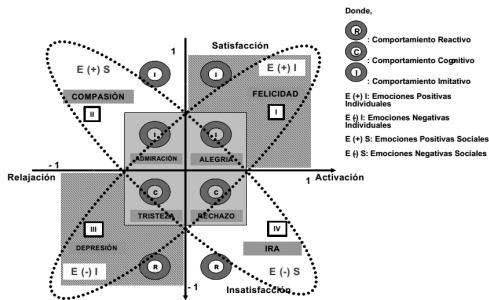 Donde,
R
: Comportamiento Reactivo
C
: Comportamiento Cognitivo
I
: Comportamiento Imitativo
E (+) I: Emociones Positivas
Individuales
E (-) I: Emociones Negativas
Individuales
E (+) S: Emociones Positivas Sociales
E (-) S: Emociones Negativas Sociales
1
Satisfacción
E (+) S
I
I
E (+) I
COMPASIÓN
FELICIDAD
II
I
I
I
ADMIRACIÓN
ALEGRIA
- 1
Relajación
1
Activación
C
C
TRISTEZA
RECHAZO
III
IV
DEPRESIÓN
IRA
E (-) I
R
R
E (-) S
- 1
Insatisfacción